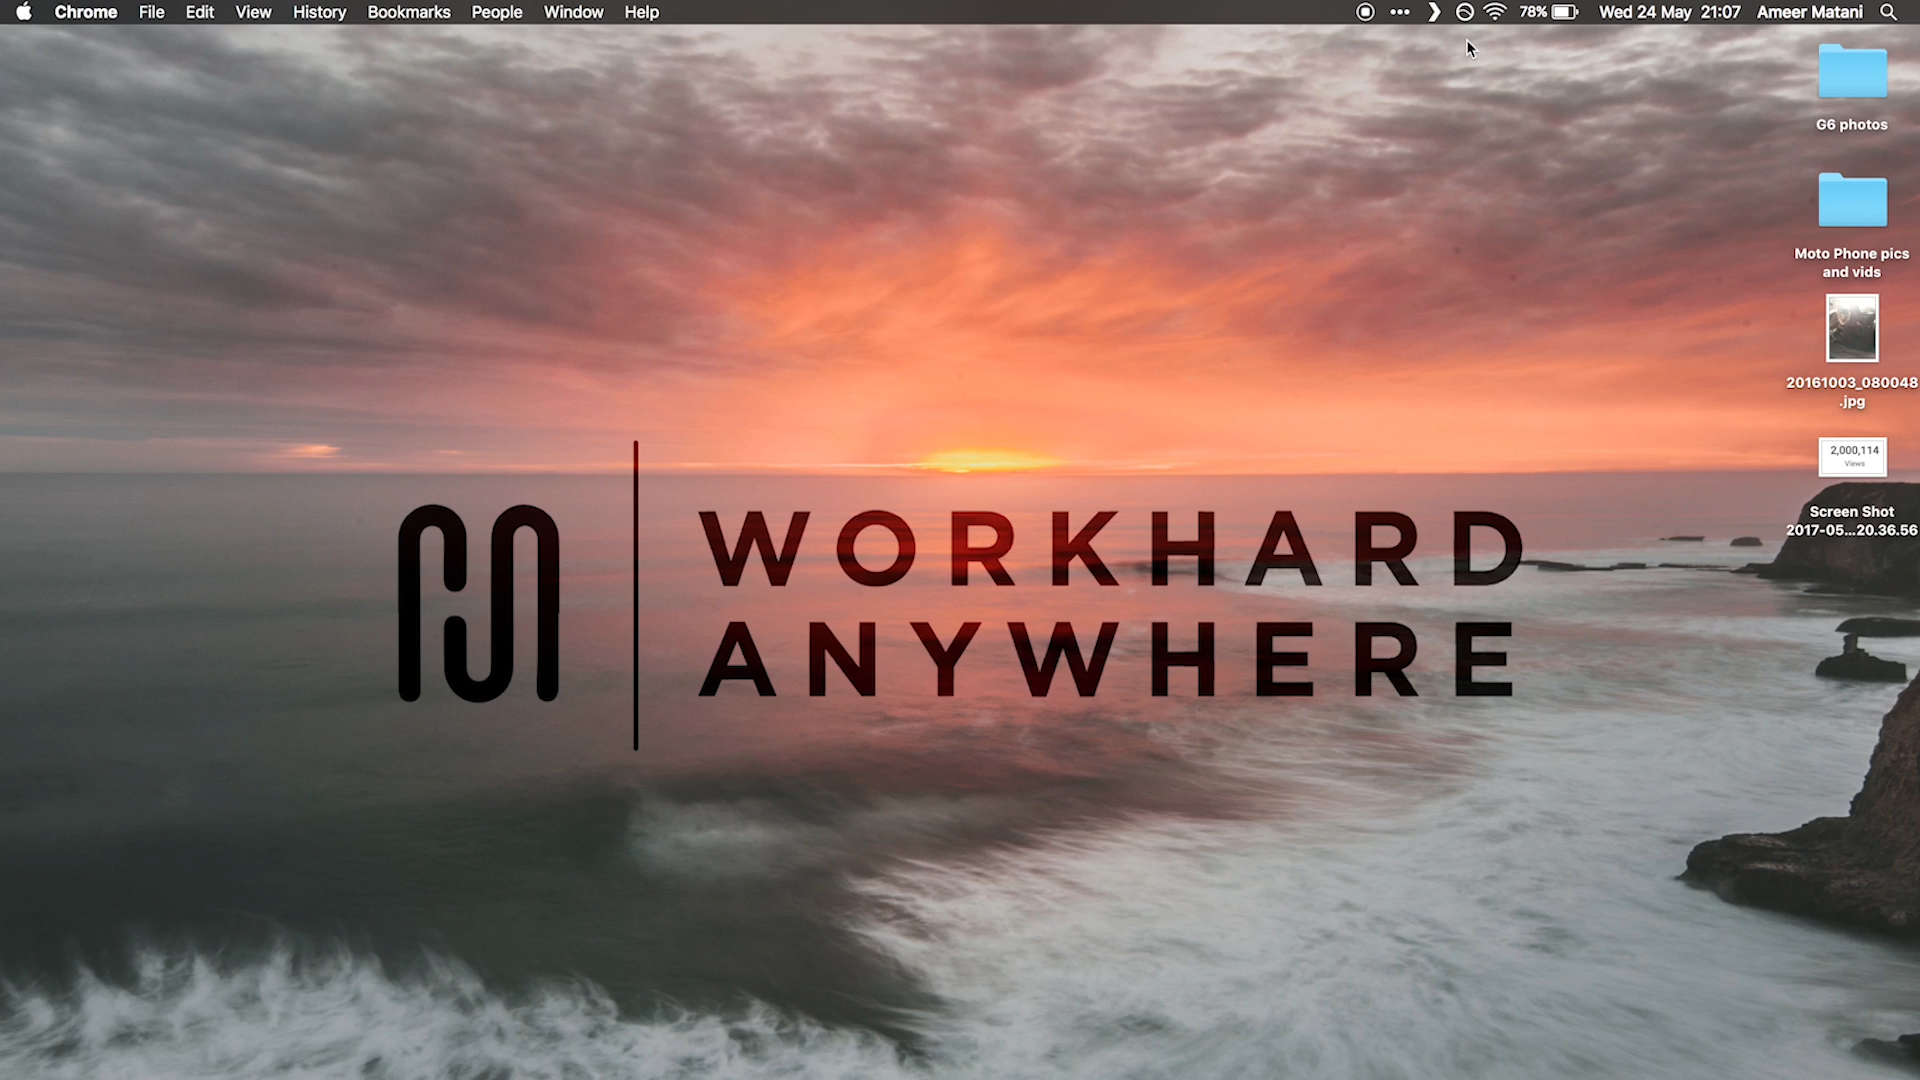 Chrome File Edit View History Bookmarks People Window Help 78% Wed 24 May 21:07 Ameer Matani
G6 photos
Moto Phone pics
and vids
20161003_080048
.jpg
2,000,114
Views
Screen Shot
2017-05...20.36.56
WORKHARD
ANYWHERE